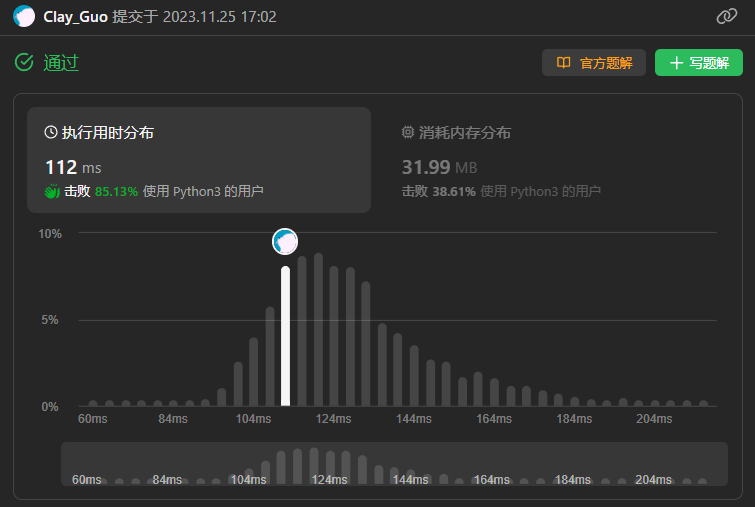 Clay_Guo 提交于 2023.11.25 17:02
通过
官方题解
写题解
执行用时分布
112 ms
击败 85.13% 使用 Python3 的用户
消耗内存分布
31.99 MB
击败 38.61% 使用 Python3 的用户
10%
5%
0%
60ms 84ms 104ms 124ms 144ms 164ms 184ms 204ms
60ms 84ms 104ms 124ms 144ms 164ms 184ms 204ms